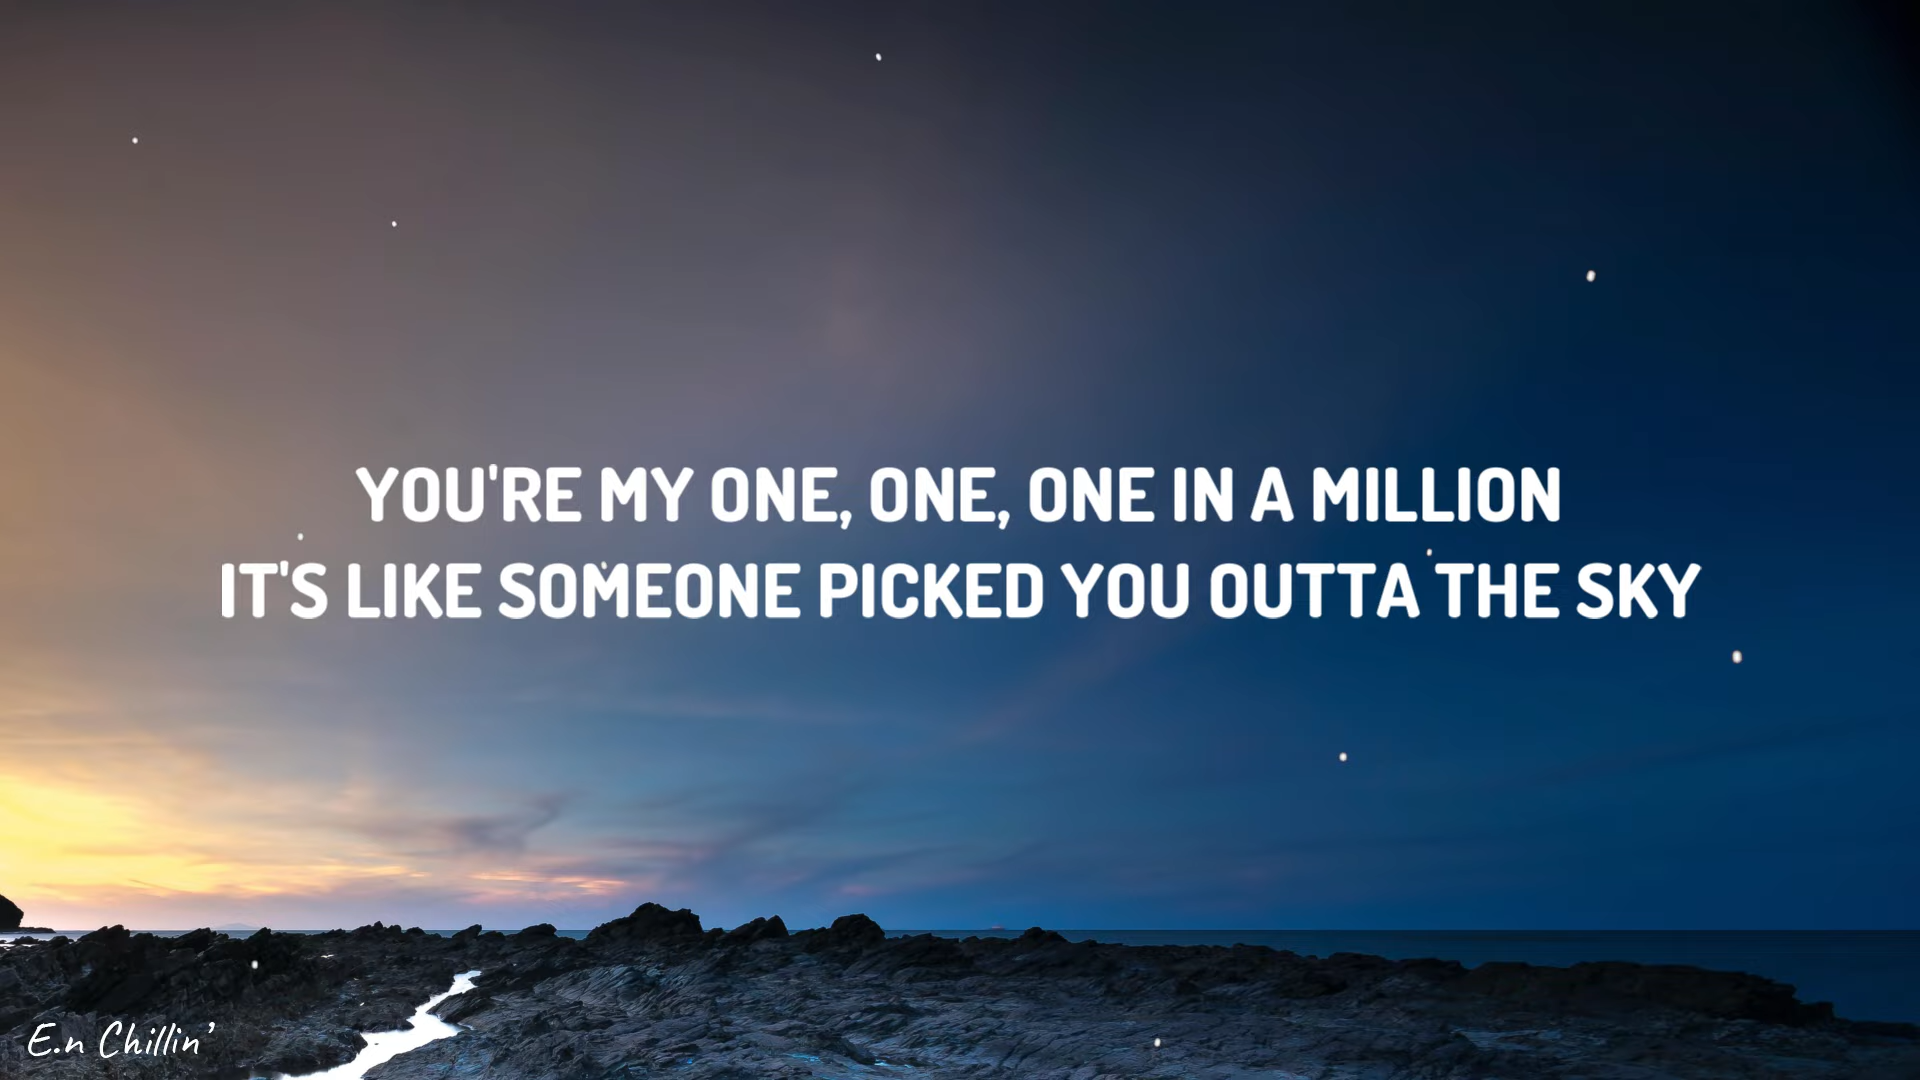 YOU'RE MY ONE, ONE, ONE IN A MILLION
IT'S LIKE SOMEONE PICKED YOU OUTTA THE SKY
E.n Chillin'